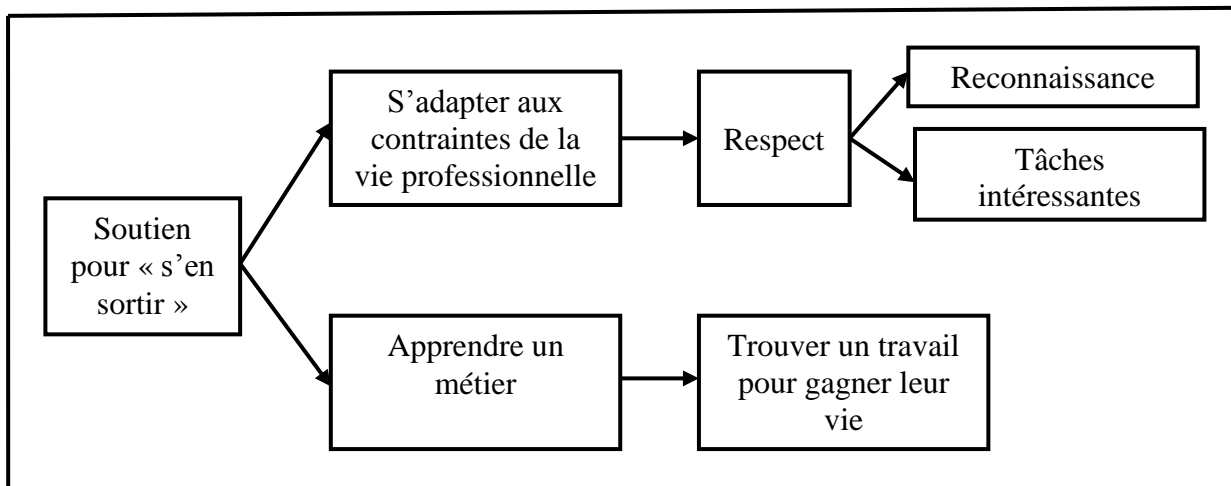 Soutien
pour « s’en
sortir »
S’adapter aux
contraintes de la
vie professionnelle
Respect
Reconnaissance
Tâches
intéressantes
Apprendre un
métier
Trouver un travail
pour gagner leur
vie